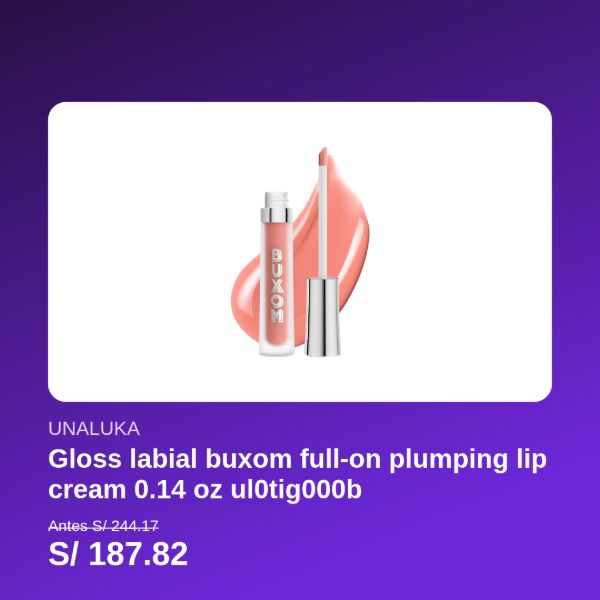 BUXOM
UNALUKA
Gloss labial buxom full-on plumping lip
cream 0.14 oz ul0tig000b
Antes S/ 244.17
S/ 187.82